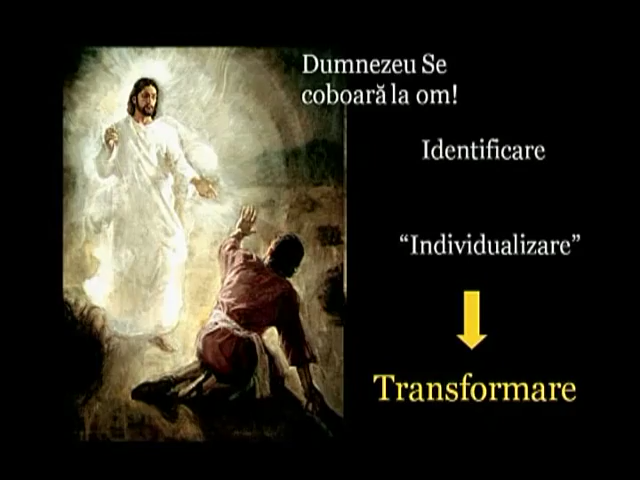 Dumnezeu Se
coboară la om!
Identificare
“Individualizare”
Transformare